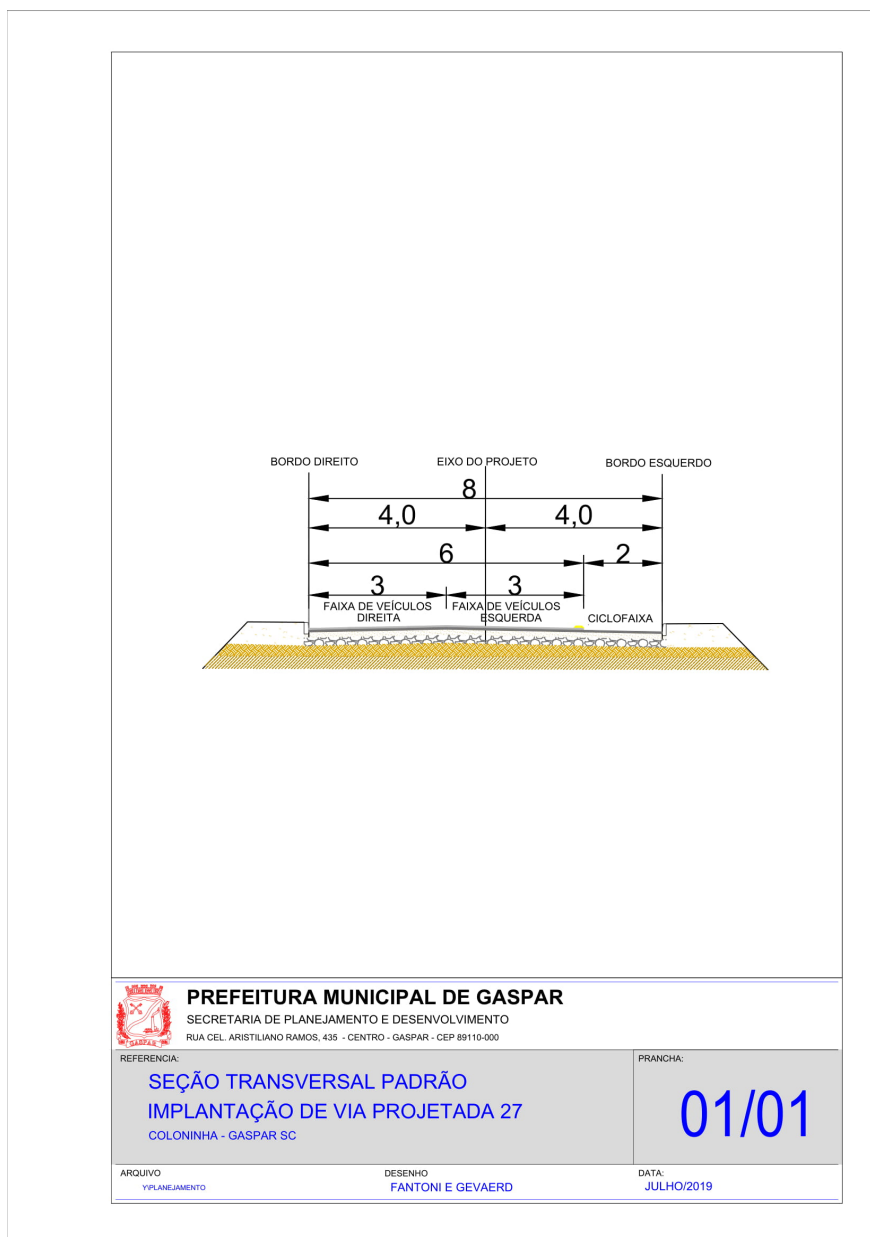 BORDO DIREITO
EIXO DO PROJETO
BORDO ESQUERDO
8
4,0
4,0
6
2
3
3
FAIXA DE VEÍCULOS
DIREITA
FAIXA DE VEÍCULOS
ESQUERDA
CICLOFAIXA
GASPAR
PREFEITURA MUNICIPAL DE GASPAR
SECRETARIA DE PLANEJAMENTO E DESENVOLVIMENTO
RUA CEL. ARISTILIANO RAMOS, 435 - CENTRO - GASPAR - CEP 89110-000
REFERENCIA:
SEÇÃO TRANSVERSAL PADRÃO
IMPLANTAÇÃO DE VIA PROJETADA 27
COLONINHA - GASPAR SC
PRANCHA:
01/01
ARQUIVO
Y\PLANEJAMENTO
DESENHO
FANTONI E GEVAERD
DATA:
JULHO/2019